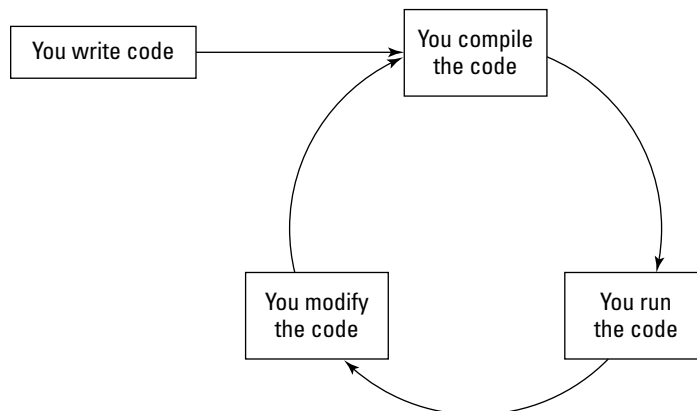 You write code
You compile
the code
You run
the code
You modify
the code